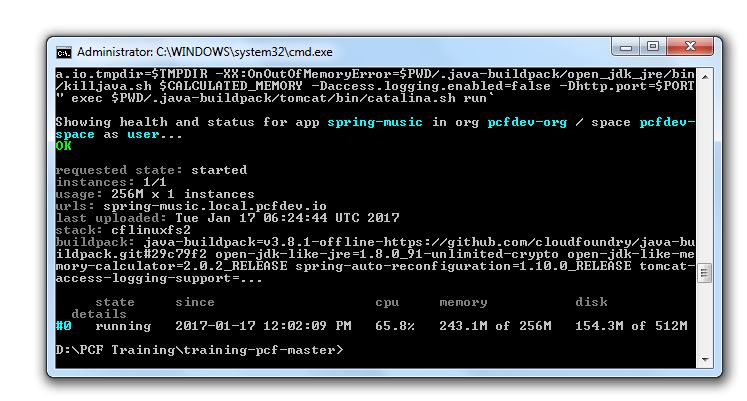 Administrator: C:\WINDOWS\system32\cmd.exe
a.io.tmpdir=$TMPDIR -XX:OnOutOfMemoryError=$PWD/.java-buildpack/open_jdk_jre/bin
/killjava.sh $CALCULATED_MEMORY -Daccess.logging.enabled=false -Dhttp.port=$PORT
" exec $PWD/.java-buildpack/tomcat/bin/catalina.sh run`
Showing health and status for app spring-music in org pcfdev-org / space pcfdev-
space as user...
OK
requested state: started
instances: 1/1
usage: 256M x 1 instances
urls: spring-music.local.pcfdev.io
last uploaded: Tue Jan 17 06:24:44 UTC 2017
stack: cflinuxfs2
buildpack: java-buildpack=v3.8.1-offline-https://github.com/cloudfoundry/java-bu
ildpack.git#29c79f2 open-jdk-like-jre=1.8.0_91-unlimited-crypto open-jdk-like-me
mory-calculator=2.0.2_RELEASE spring-auto-reconfiguration=1.10.0_RELEASE tomcat-
access-logging-support=...
state since cpu memory disk
details
#0 running 2017-01-17 12:02:09 PM 65.8% 243.1M of 256M 154.3M of 512M
D:\PCF Training\training-pcf-master>